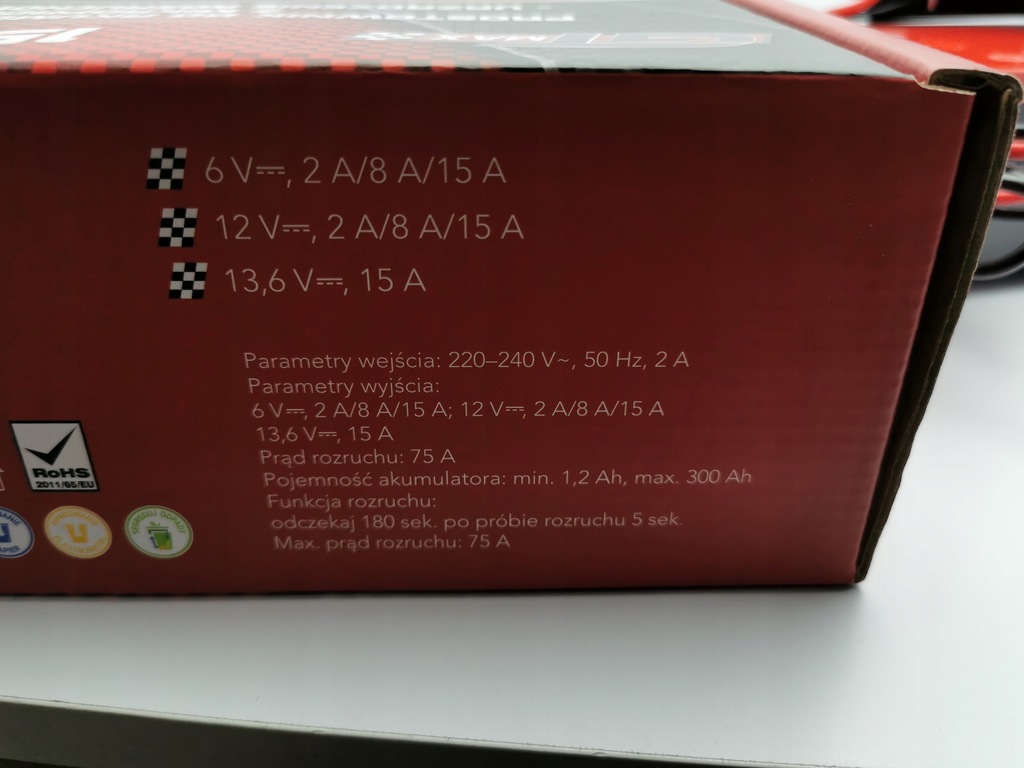 6 V⎓, 2 A/8 A/15 A
12 V⎓, 2 A/8 A/15 A
13,6 V⎓, 15 A
Parametry wejścia: 220–240 V~, 50 Hz, 2 A
Parametry wyjścia:
6 V⎓, 2 A/8 A/15 A; 12 V⎓, 2 A/8 A/15 A
13,6 V⎓, 15 A
Prąd rozruchu: 75 A
Pojemność akumulatora: min. 1,2 Ah, max. 300 Ah
Funkcja rozruchu:
odczekaj 180 sek. po próbie rozruchu 5 sek.
Max. prąd rozruchu: 75 A
RoHS
2011/65/EU
SEGREGUJ ODPADY